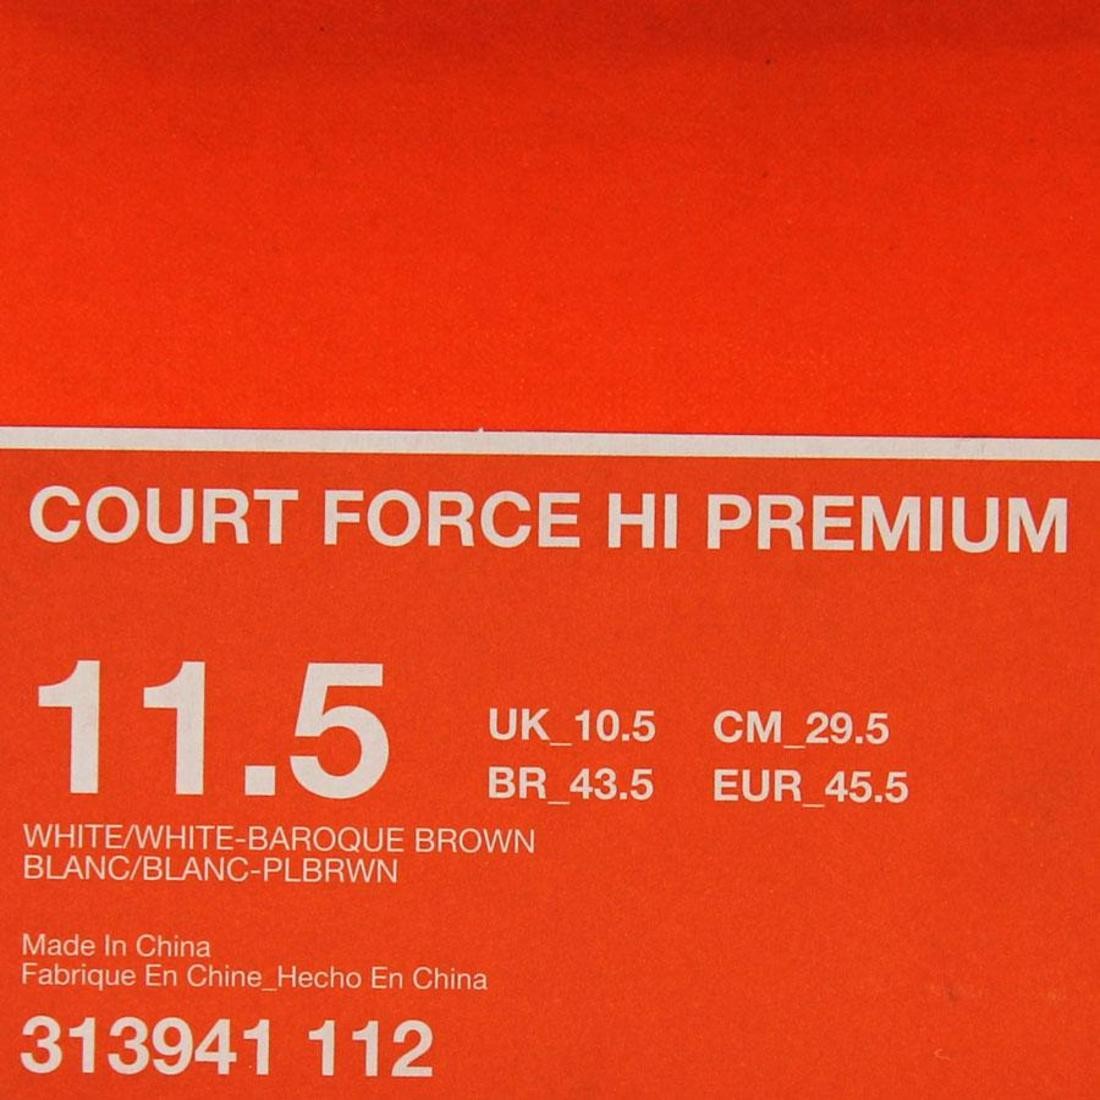 COURT FORCE HI PREMIUM
11.5
UK_10.5 CM_29.5
BR_43.5 EUR_45.5
WHITE/WHITE-BAROQUE BROWN
BLANC/BLANC-PLBRWN
Made In China
Fabrique En Chine_Hecho En China
313941 112